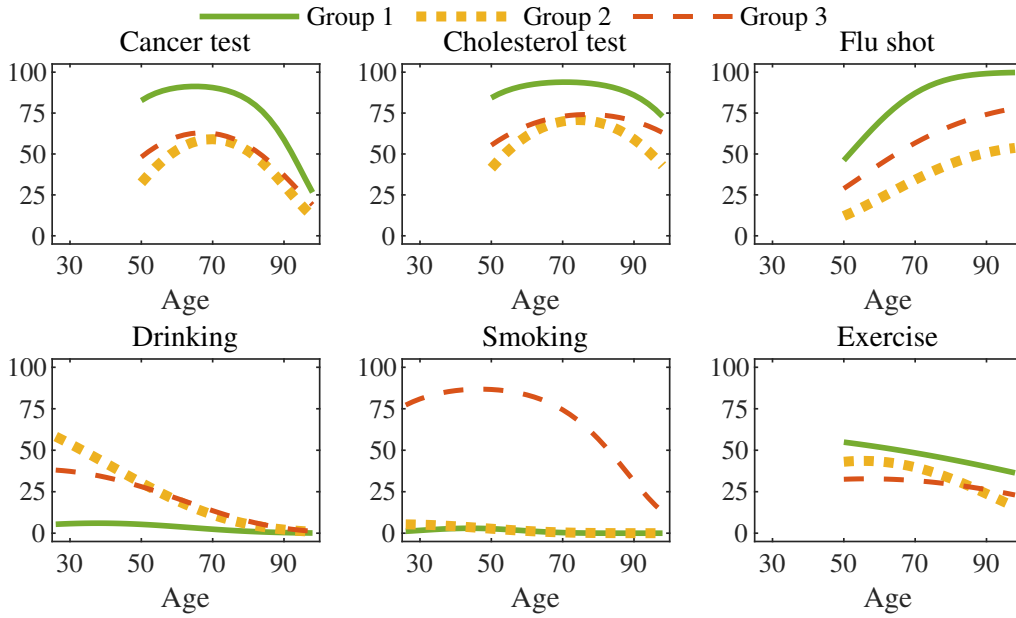 Group 1 Group 2 Group 3
Cancer test Cholesterol test Flu shot
100 100 100
75 75 75
50 50 50
25 25 25
0 0 0
30 50 70 90 30 50 70 90 30 50 70 90
Age Age Age
Drinking Smoking Exercise
100 100 100
75 75 75
50 50 50
25 25 25
0 0 0
30 50 70 90 30 50 70 90 30 50 70 90
Age Age Age